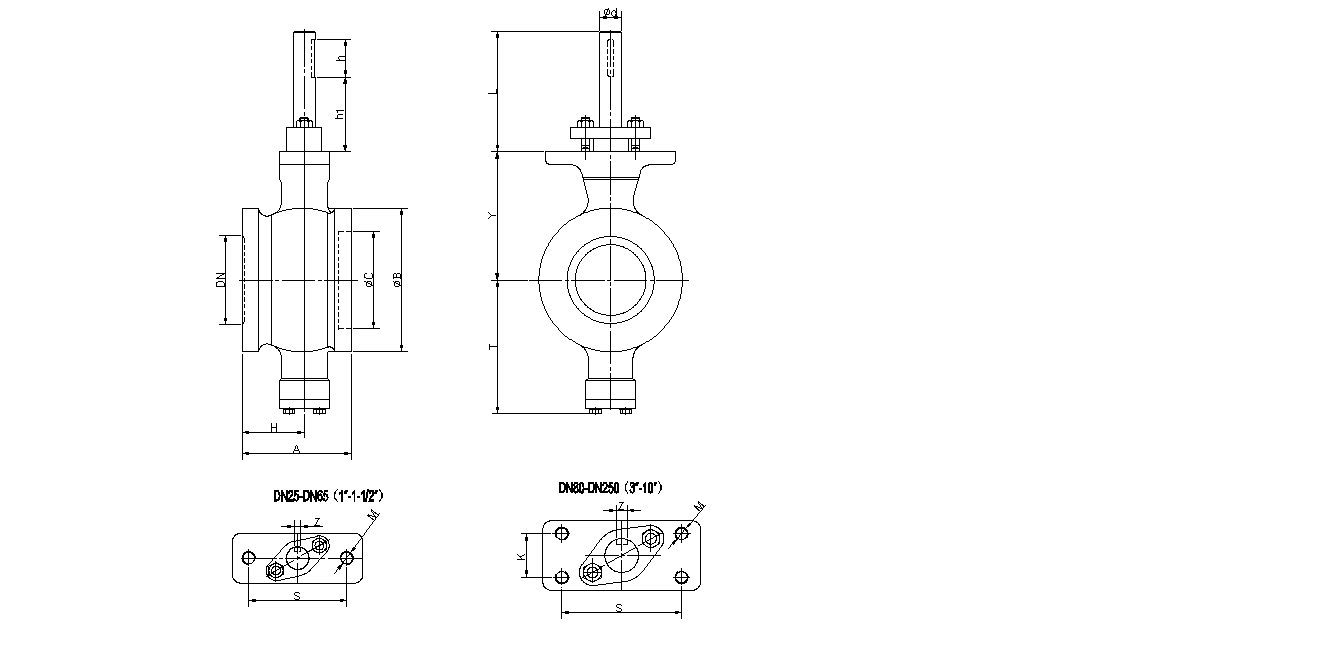 ød
h
L
h1
Y
DN
øC
øB
T
H
A
DN25-DN65 (1"-1-1/2")
DN80-DN250 (3"-10")
Z
M
Z
M
K
S
S